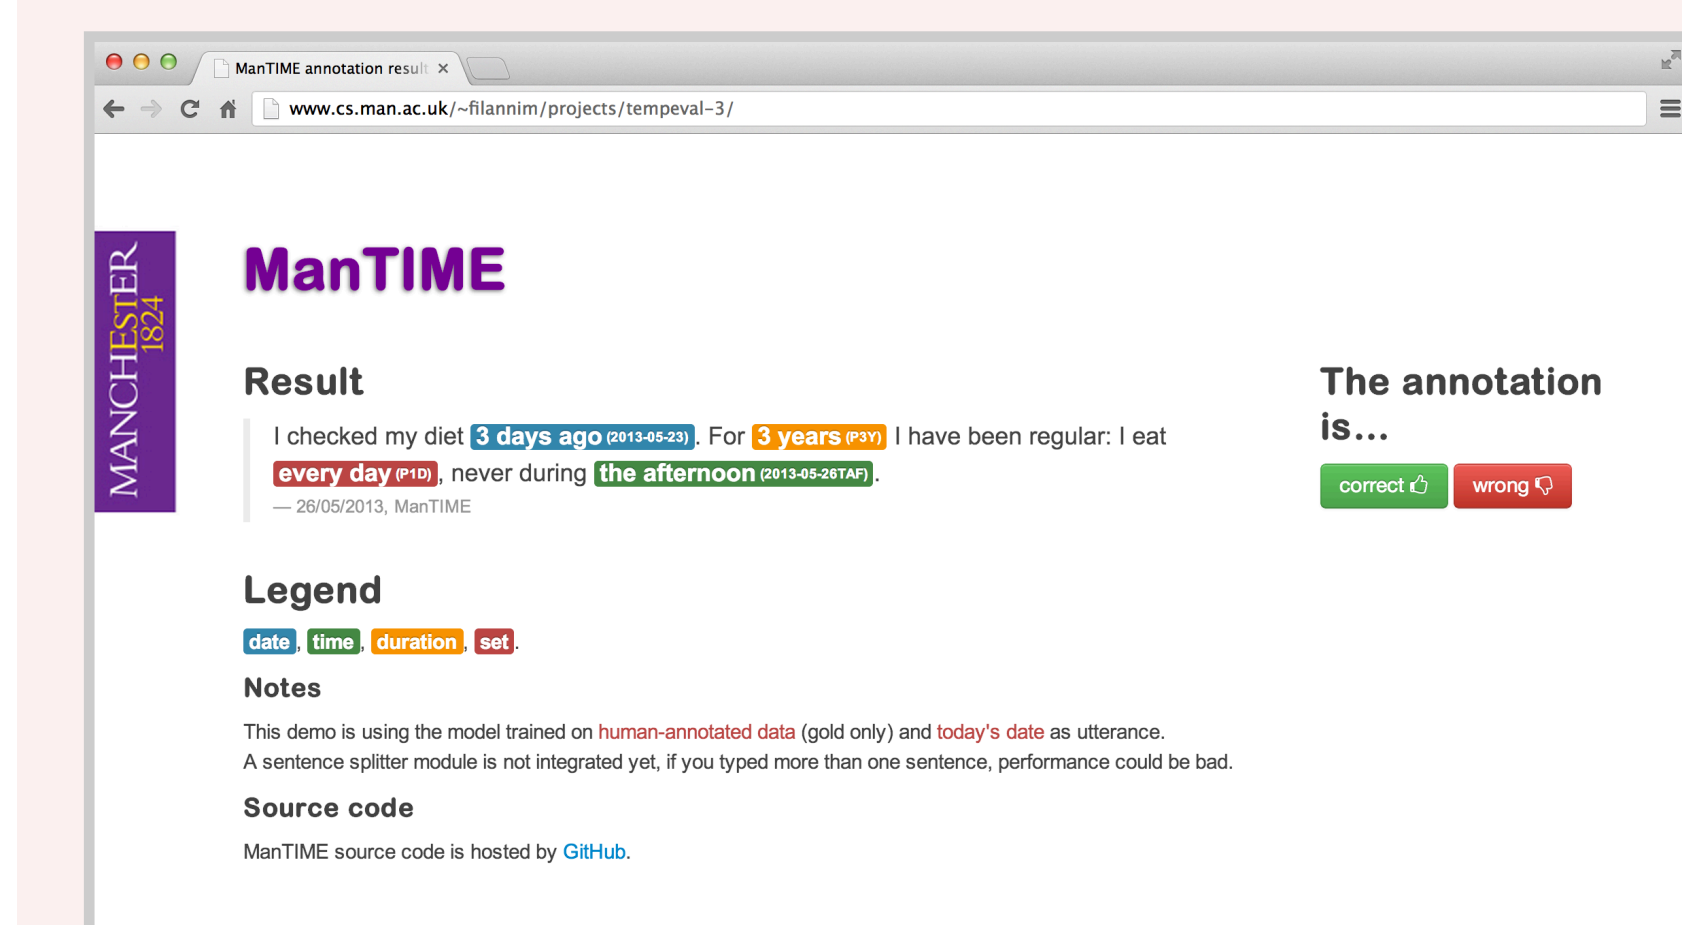 ManTIME annotation result
www.cs.man.ac.uk/~filannim/projects/tempeval-3/
MANCHESTER
1824
ManTIME
Result
I checked my diet 3 days ago (2013-05-23). For 3 years (P3Y) I have been regular: I eat
every day (P1D), never during the afternoon (2013-05-26TAF).
— 26/05/2013, ManTIME
The annotation
is...
correct
wrong
Legend
date, time, duration, set.
Notes
This demo is using the model trained on human-annotated data (gold only) and today's date as utterance.
A sentence splitter module is not integrated yet, if you typed more than one sentence, performance could be bad.
Source code
ManTIME source code is hosted by GitHub.